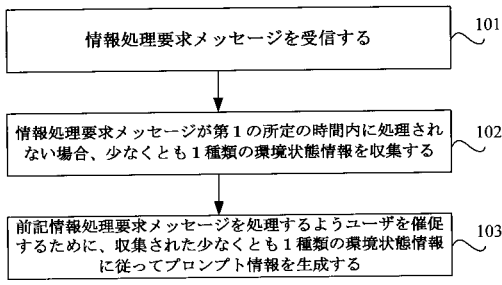 情報処理要求メッセージを受信する
101
情報処理要求メッセージが第1の所定の時間内に処理され
ない場合、少なくとも1種類の環境状態情報を収集する
102
前記情報処理要求メッセージを処理するようユーザを催促
するために、収集された少なくとも1種類の環境状態情報
に従ってプロンプト情報を生成する
103